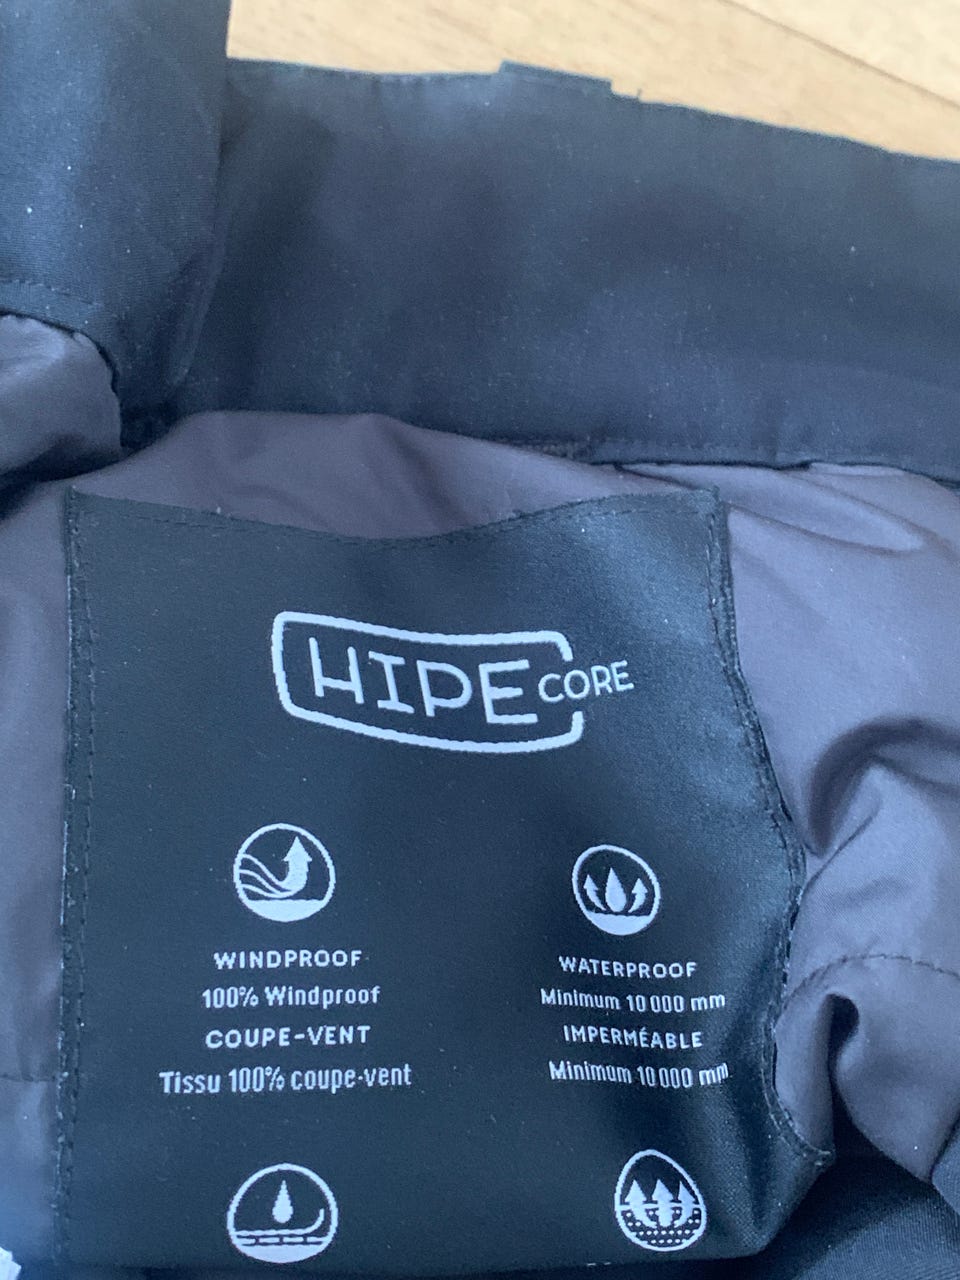 HIPE CORE
WINDPROOF
100% Windproof
COUPE-VENT
Tissu 100% coupe-vent
WATERPROOF
Minimum 10 000 mm
IMPERMÉABLE
Minimum 10 000 mm